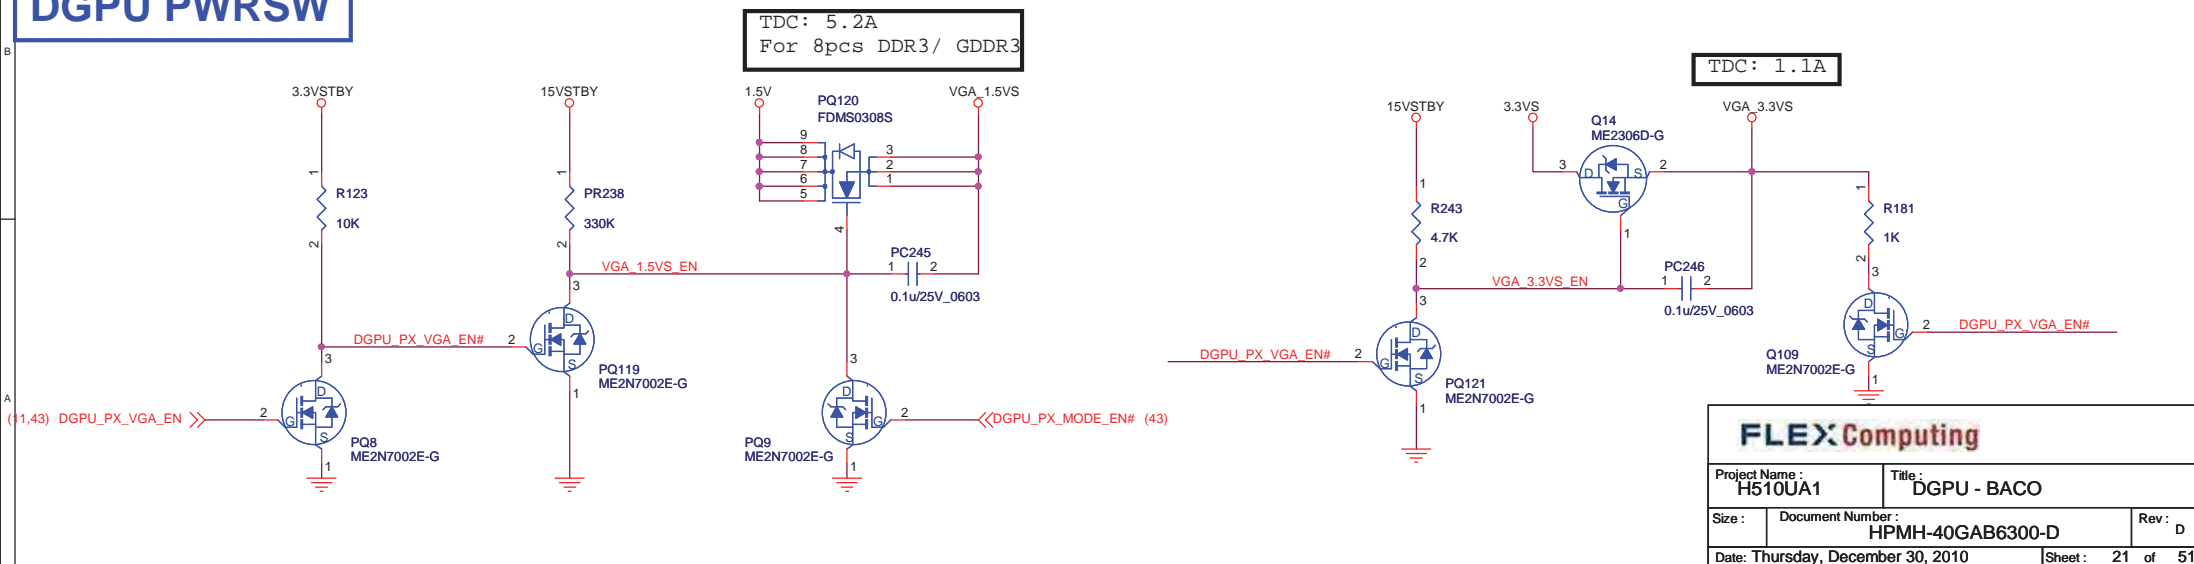 DGPU PWRSW
TDC: 5.2A
For 8pcs DDR3/ GDDR3
TDC: 1.1A
B
A
3.3VSTBY
1
R123
10K
2
DGPU_PX_VGA_EN#
2
3
(11,43) DGPU_PX_VGA_EN
2
D
G
S
PQ8
ME2N7002E-G
1
15VSTBY
1
PR238
330K
2
VGA_1.5VS_EN
3
D
G
S
PQ119
ME2N7002E-G
1
1.5V
PQ120
FDMS0308S
VGA_1.5VS
9
8
7
6
5
3
2
1
4
PC245
1
2
0.1u/25V_0603
3
D
G
S
2
DGPU_PX_MODE_EN# (43)
PQ9
ME2N7002E-G
1
15VSTBY
1
R243
4.7K
2
VGA_3.3VS_EN
3
DGPU_PX_VGA_EN#
2
D
G
S
PQ121
ME2N7002E-G
1
3.3VS
Q14
ME2306D-G
VGA_3.3VS
3
D
S
G
2
1
PC246
1
2
0.1u/25V_0603
1
R181
1K
2
3
D
G
S
2
DGPU_PX_VGA_EN#
Q109
ME2N7002E-G
1
FLEX Computing
Project Name :
H510UA1
Title :
DGPU - BACO
Size :
Document Number :
HPMH-40GAB6300-D
Rev :
D
Date: Thursday, December 30, 2010
Sheet : 21 of 51